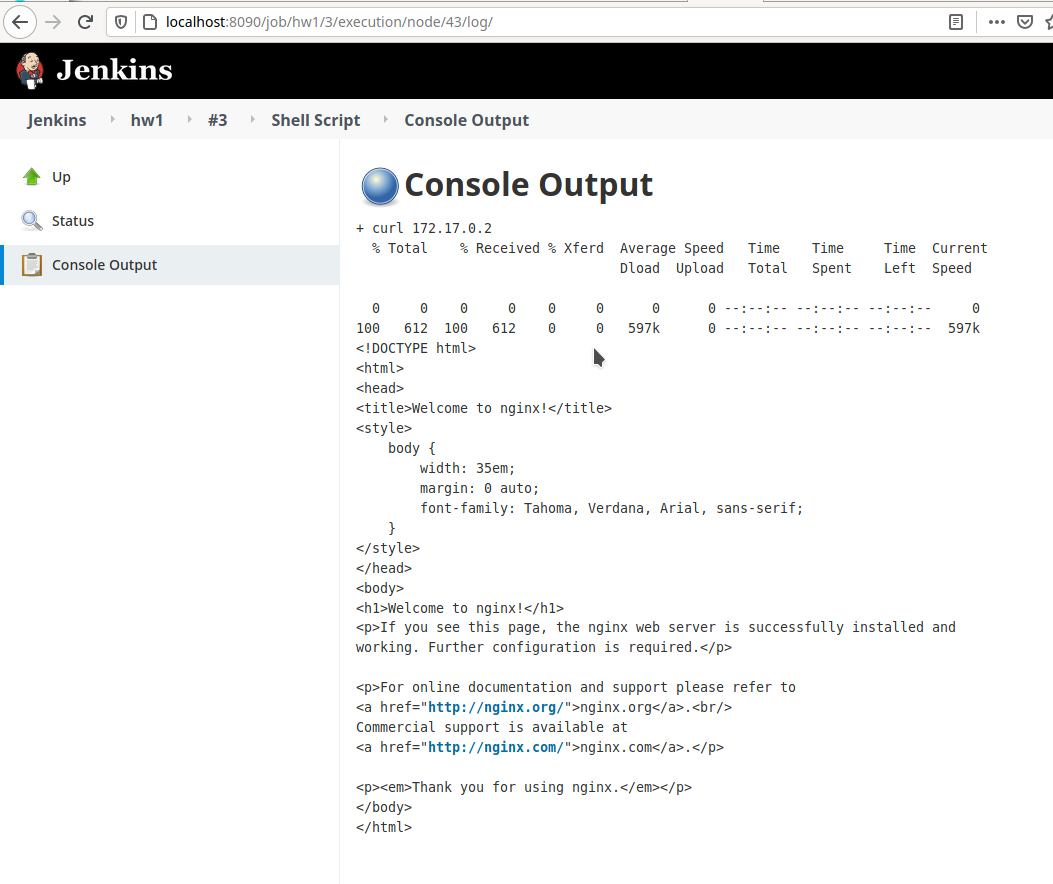 localhost:8090/job/hw1/3/execution/node/43/log/
Jenkins
Jenkins hw1 #3 Shell Script Console Output
Up
Status
Console Output
Console Output
+ curl 172.17.0.2
  % Total    % Received % Xferd  Average Speed   Time    Time     Time  Current
                                 Dload  Upload   Total   Spent    Left  Speed

  0     0    0     0    0     0      0      0 --:--:-- --:--:-- --:--:--     0
100   612  100   612    0     0   597k      0 --:--:-- --:--:-- --:--:--  597k
<!DOCTYPE html>
<html>
<head>
<title>Welcome to nginx!</title>
<style>
    body {
        width: 35em;
        margin: 0 auto;
        font-family: Tahoma, Verdana, Arial, sans-serif;
    }
</style>
</head>
<body>
<h1>Welcome to nginx!</h1>
<p>If you see this page, the nginx web server is successfully installed and
working. Further configuration is required.</p>

<p>For online documentation and support please refer to
<a href="http://nginx.org/">nginx.org</a>.<br/>
Commercial support is available at
<a href="http://nginx.com/">nginx.com</a>.</p>

<p><em>Thank you for using nginx.</em></p>
</body>
</html>